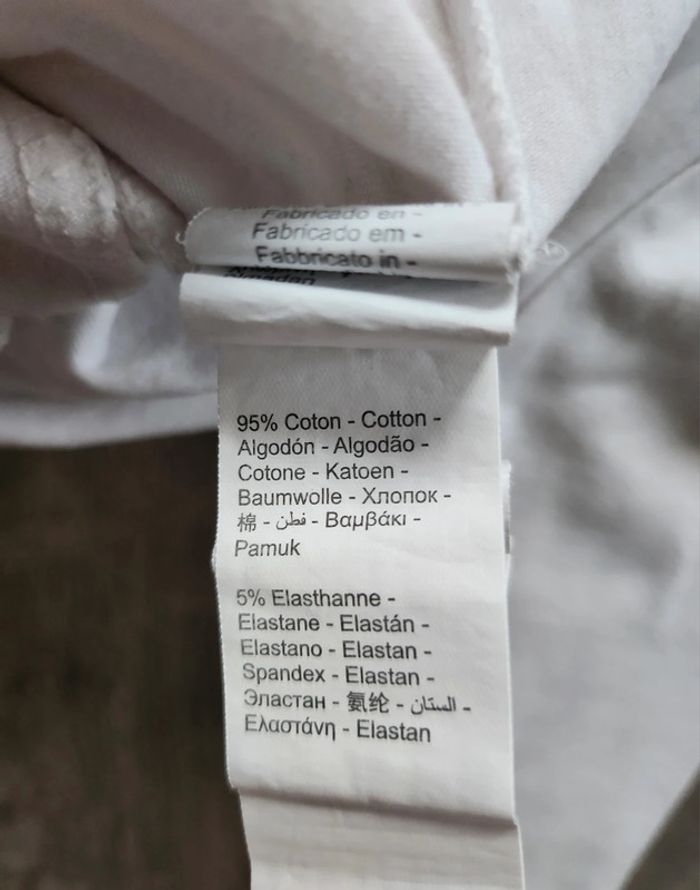 Fabricado en -
Fabricado em -
Fabbricato in -
95% Coton - Cotton -
Algodón - Algodão -
Cotone - Katoen -
Baumwolle - Хлопок -
棉 - قطن - Βαμβάκι -
Pamuk
5% Elasthanne -
Elastane - Elastán -
Elastano - Elastan -
Spandex - Elastan -
Эластан - 氨纶 - الستان -
Ελαστάνη - Elastan